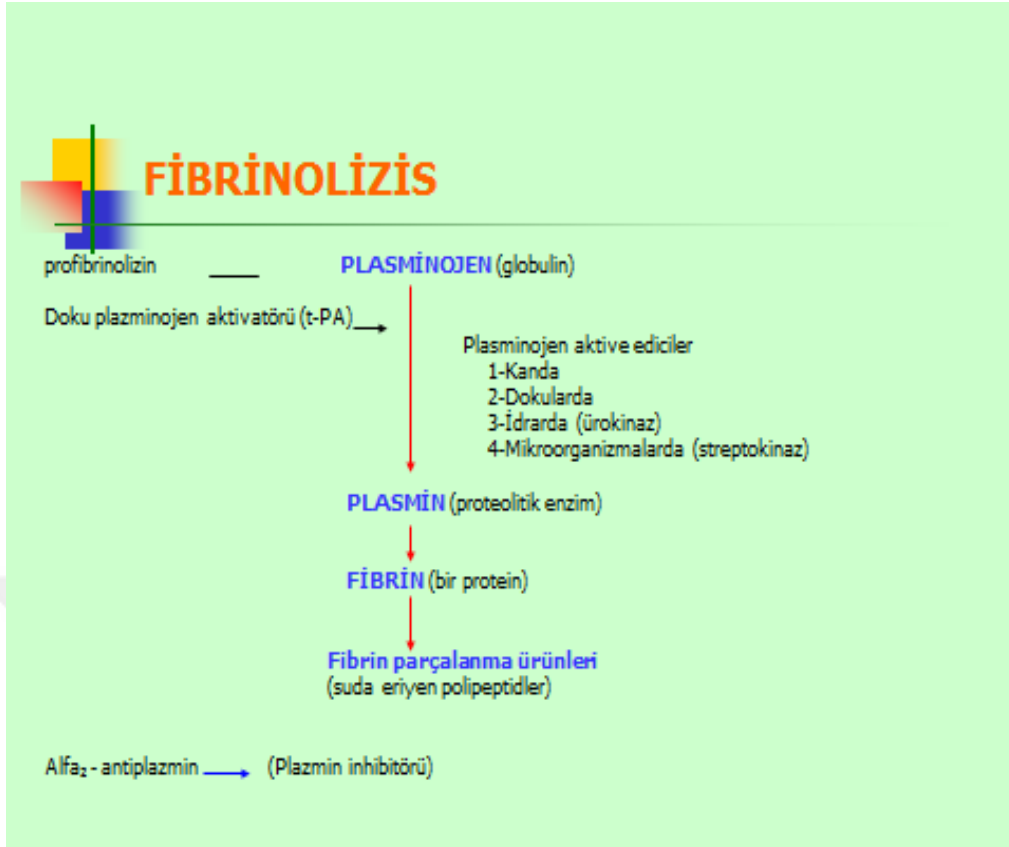 FİBRİNOLİZİS
profibrinolizin PLASMİNOJEN (globulin)
Doku plazminojen aktivatörü (t-PA)
Plasminojen aktive ediciler
1-Kanda
2-Dokularda
3-İdrarda (ürokinaz)
4-Mikroorganizmalarda (streptokinaz)
PLASMİN (proteolitik enzim)
FİBRİN (bir protein)
Fibrin parçalanma ürünleri
(suda eriyen polipeptidler)
Alfa₂ - antiplazmin (Plazmin inhibitörü)